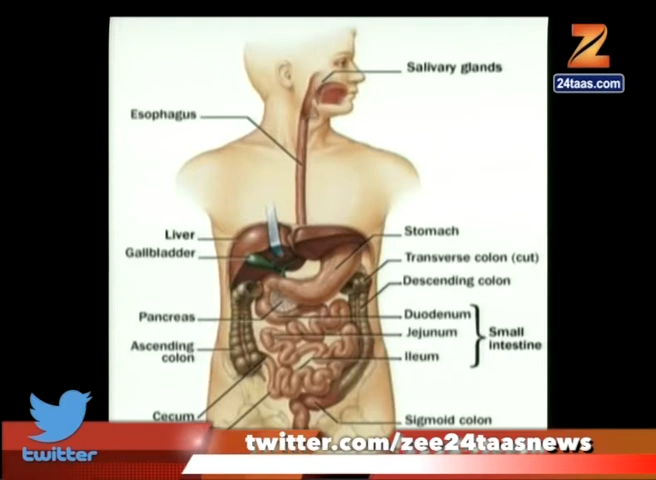 Z
24taas.com
Salivary glands
Esophagus
Liver
Gallbladder
Stomach
Transverse colon (cut)
Descending colon
Pancreas
Duodenum
Jejunum
Ileum
Small
intestine
Ascending
colon
Cecum
Sigmoid colon
twitter
twitter.com/zee24taasnews